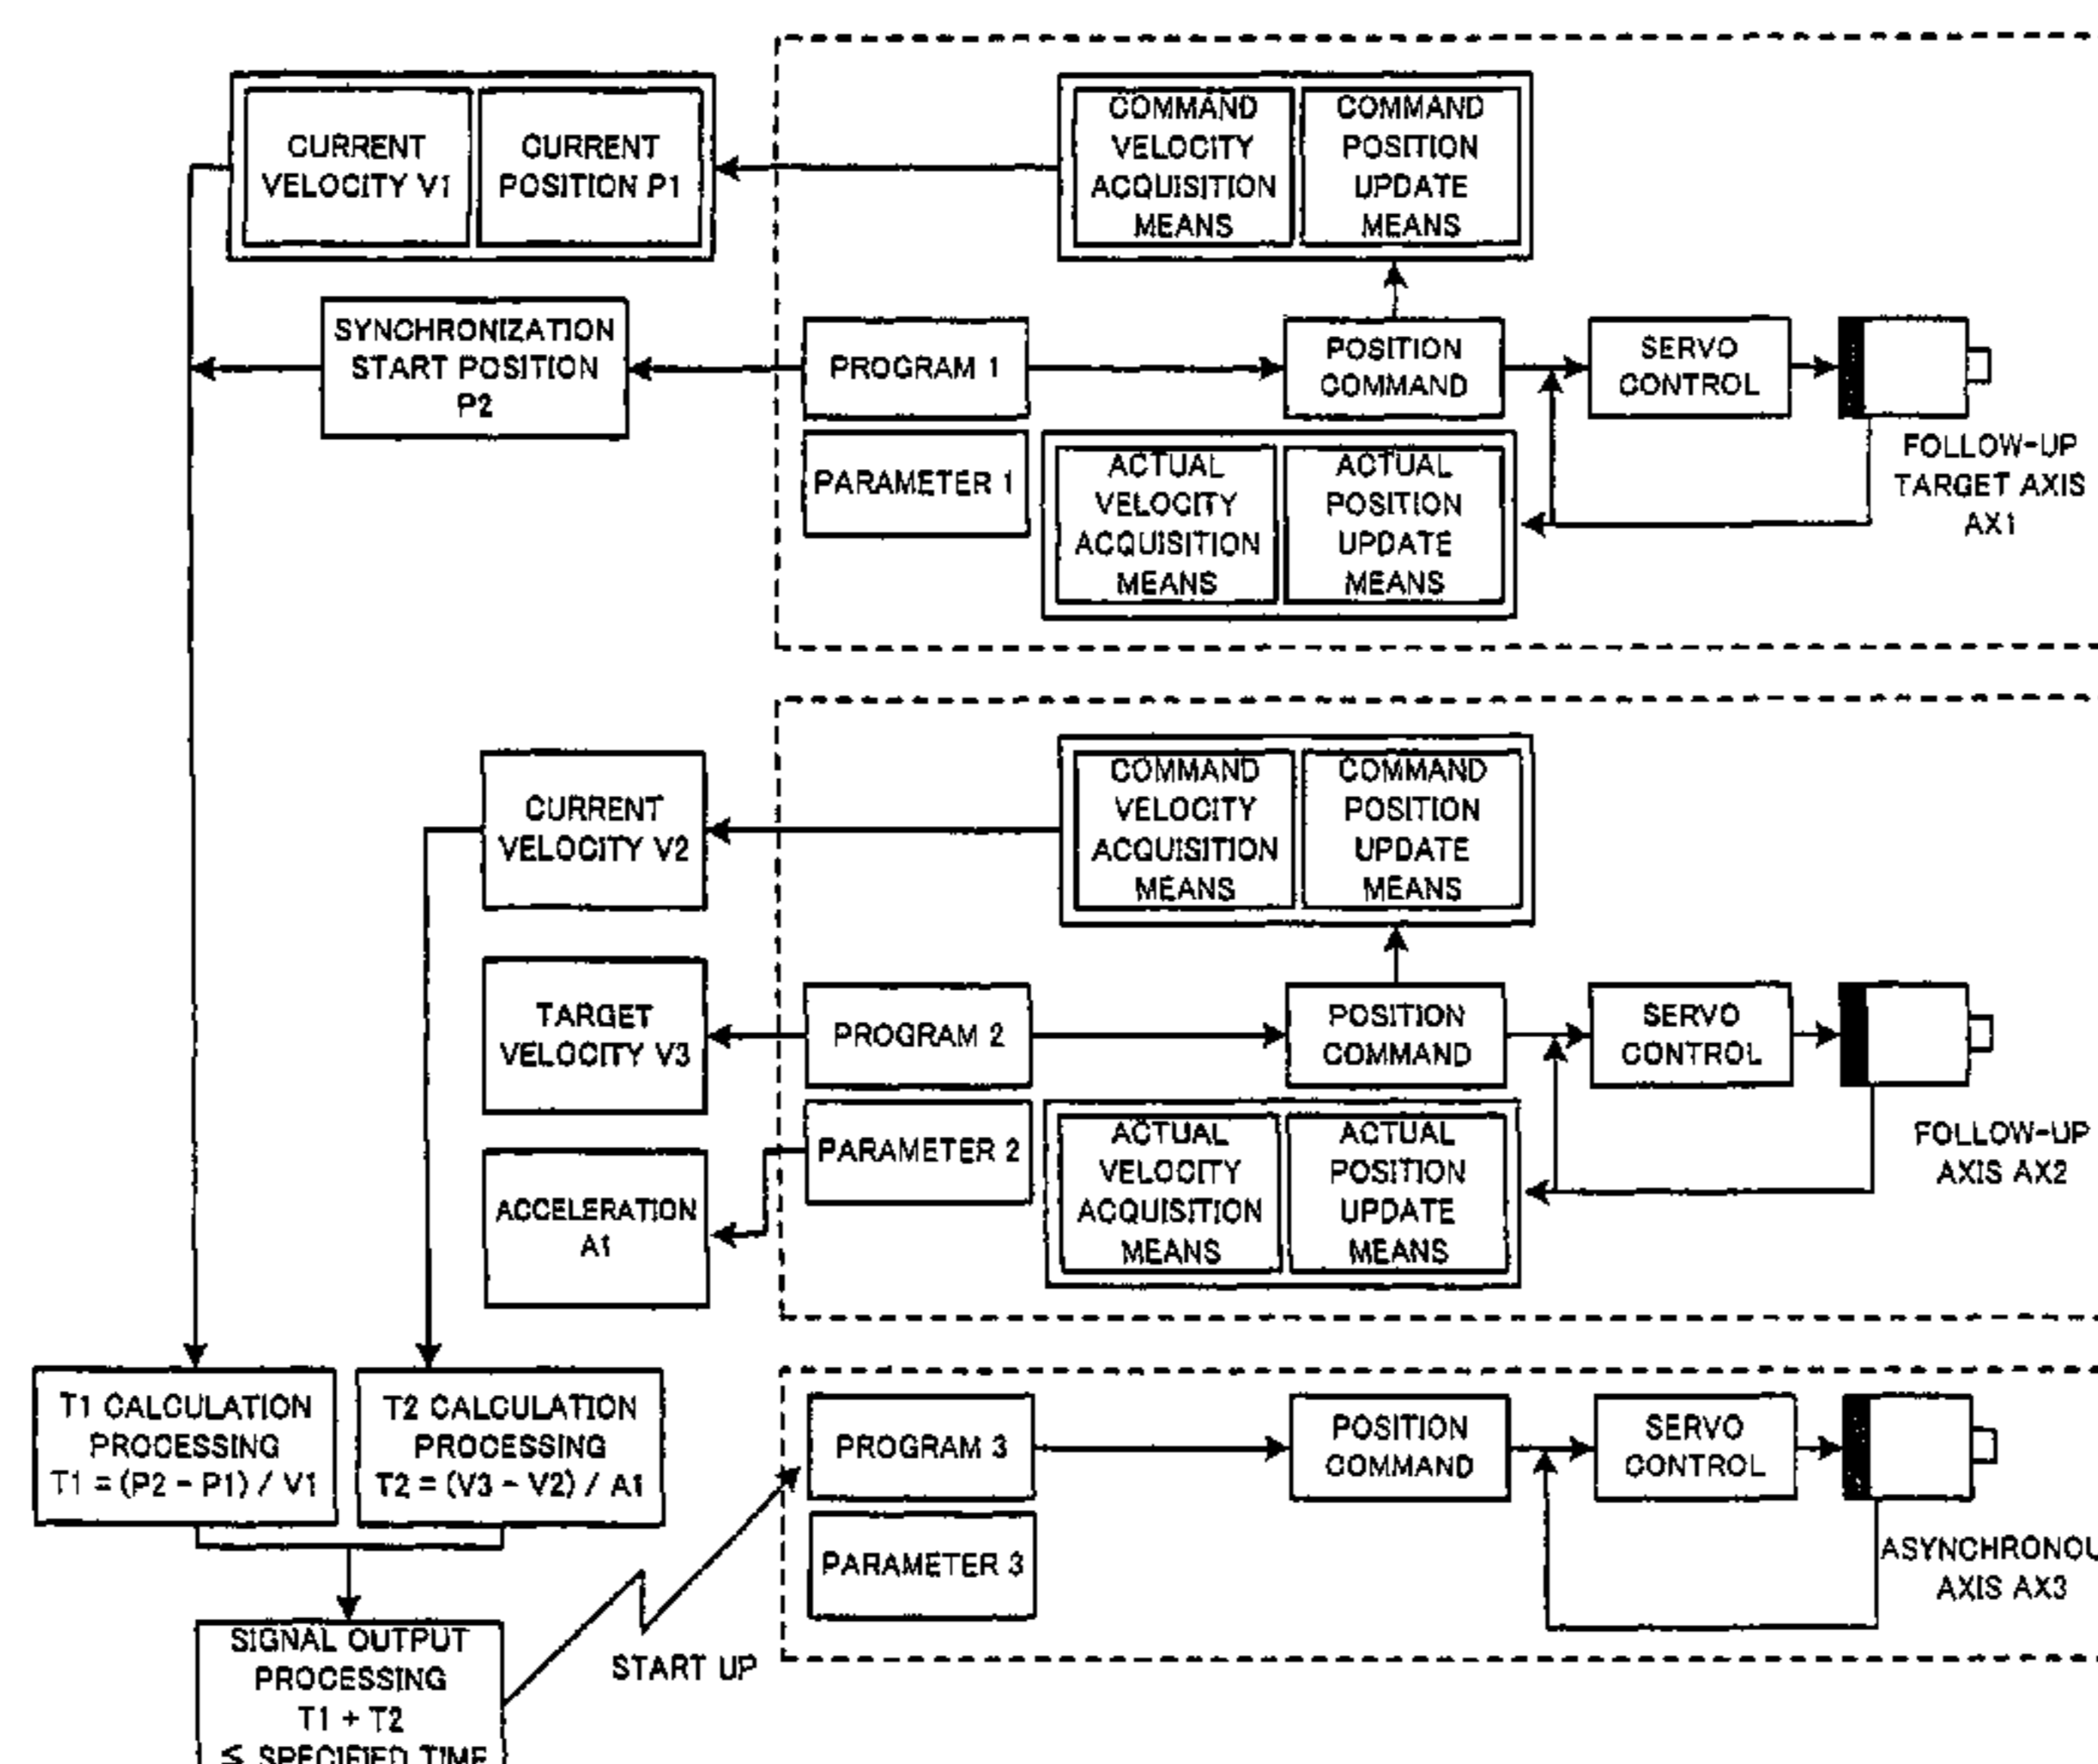 CURRENT
VELOCITY V1
CURRENT
POSITION P1
COMMAND
VELOCITY
ACQUISITION
MEANS
COMMAND
POSITION
UPDATE
MEANS
SYNCHRONIZATION
START POSITION
P2
PROGRAM 1
POSITION
COMMAND
SERVO
CONTROL
PARAMETER 1
ACTUAL
VELOCITY
ACQUISITION
MEANS
ACTUAL
POSITION
UPDATE
MEANS
FOLLOW-UP
TARGET AXIS
AX1
CURRENT
VELOCITY V2
COMMAND
VELOCITY
ACQUISITION
MEANS
COMMAND
POSITION
UPDATE
MEANS
TARGET
VELOCITY V3
PROGRAM 2
POSITION
COMMAND
SERVO
CONTROL
ACCELERATION
A1
PARAMETER 2
ACTUAL
VELOCITY
ACQUISITION
MEANS
ACTUAL
POSITION
UPDATE
MEANS
FOLLOW-UP
AXIS AX2
T1 CALCULATION
PROCESSING
T1 = (P2 - P1) / V1
T2 CALCULATION
PROCESSING
T2 = (V3 - V2) / A1
PROGRAM 3
POSITION
COMMAND
SERVO
CONTROL
PARAMETER 3
ASYNCHRONOU
AXIS AX3
SIGNAL OUTPUT
PROCESSING
T1 + T2
≤ SPECIFIED TIME
START UP